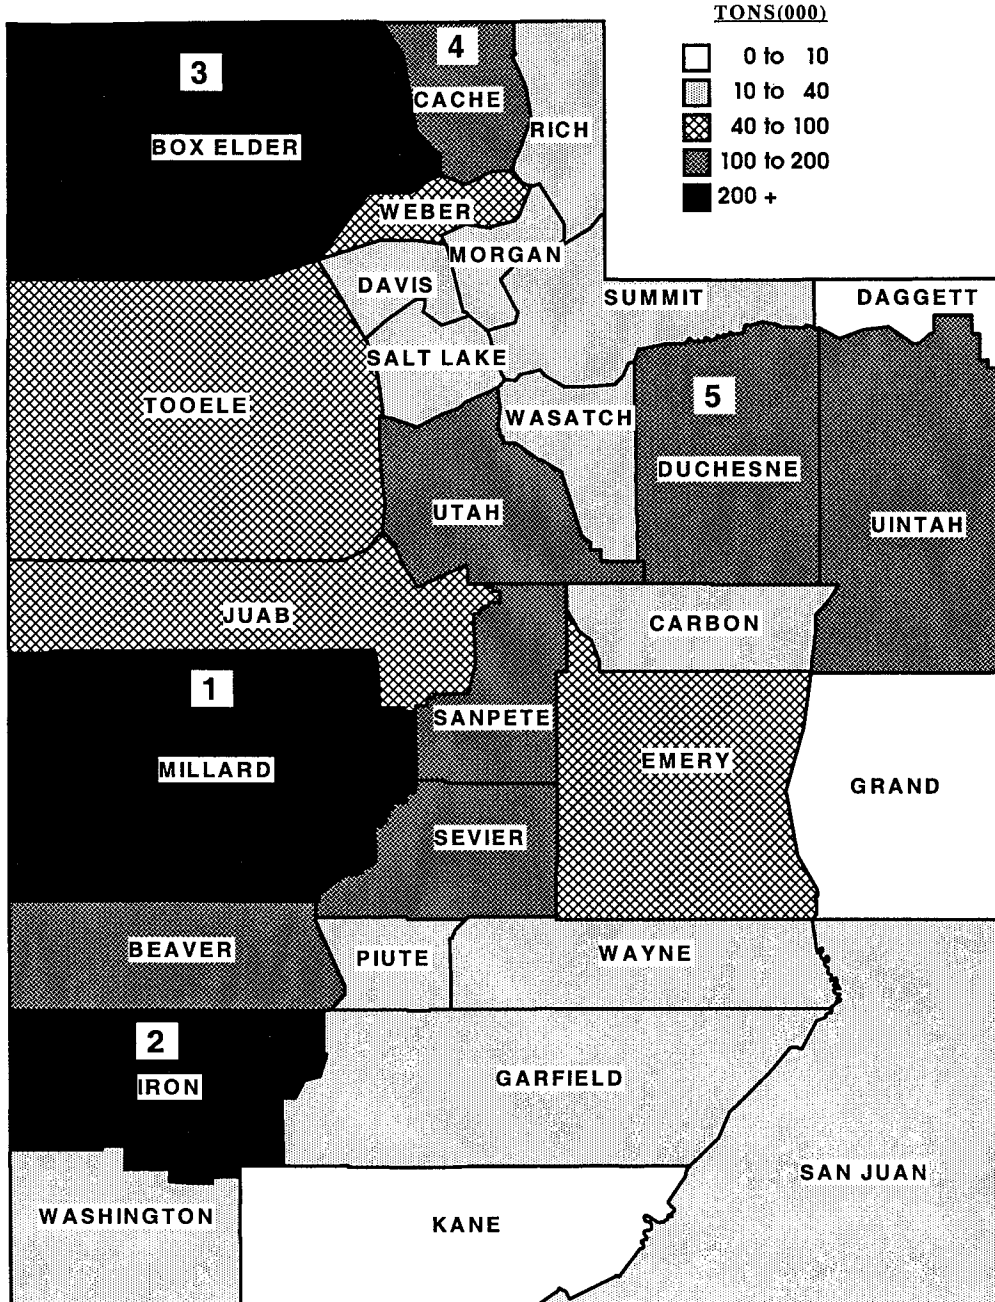 TONS(000)
0 to 10
10 to 40
40 to 100
100 to 200
200 +
3
4
CACHE
BOX ELDER
RICH
WEBER
MORGAN
DAVIS
SUMMIT
DAGGETT
SALT LAKE
5
TOOELE
WASATCH
DUCHESNE
UTAH
UINTAH
JUAB
CARBON
1
SANPETE
MILLARD
EMERY
GRAND
SEVIER
BEAVER
PIUTE
WAYNE
2
IRON
GARFIELD
SAN JUAN
WASHINGTON
KANE